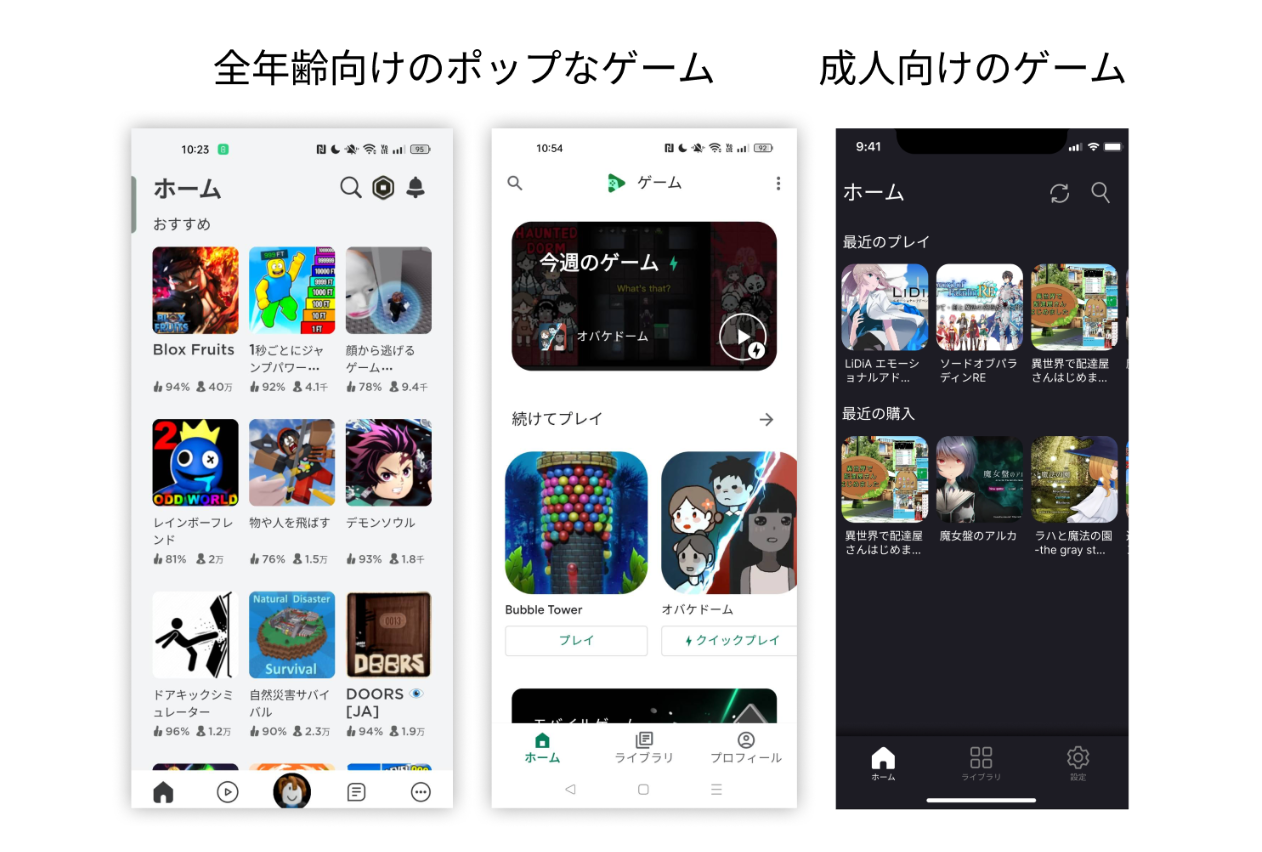 全年齢向けのポップなゲーム
成人向けのゲーム
10:23
95
ホーム
おすすめ
BLOX FRUITS
999FT
10000 FT
1000 FT
100 FT
10 FT
1 FT
Blox Fruits
1秒ごとにジャ
ンプパワー…
顔から逃げる
ゲーム…
94% 40万
92% 4.1千
78% 9.4千
2
ODD WORLD
レインボーフレ
ンド
物や人を飛ばす
デモンソウル
81% 2万
76% 1.5万
93% 1.8千
Natural Disaster
Survival
0013
DOORS
ドアキックシミ
ュレーター
自然災害サバイ
バル
DOORS
[JA]
96% 1.2万
90% 2.3万
94% 1.9万
10:54
92
ゲーム
HAUNTED
DORM
今週のゲーム
What's that?
オバケドーム
続けてプレイ
Bubble Tower
オバケドーム
プレイ
クイックプレイ
モバイルゲーム
ホーム
ライブラリ
プロフィール
9:41
ホーム
最近のプレイ
LiDiA
LiDiA エモーシ
ョナルアド...
ソードオブパラ
ディンRE
異世界で配達屋
さんはじめま...
最近の購入
異世界で配達屋
さんはじめま...
魔女盤のアルカ
ラハと魔法の園
-the gray st...
ホーム
ライブラリ
設定